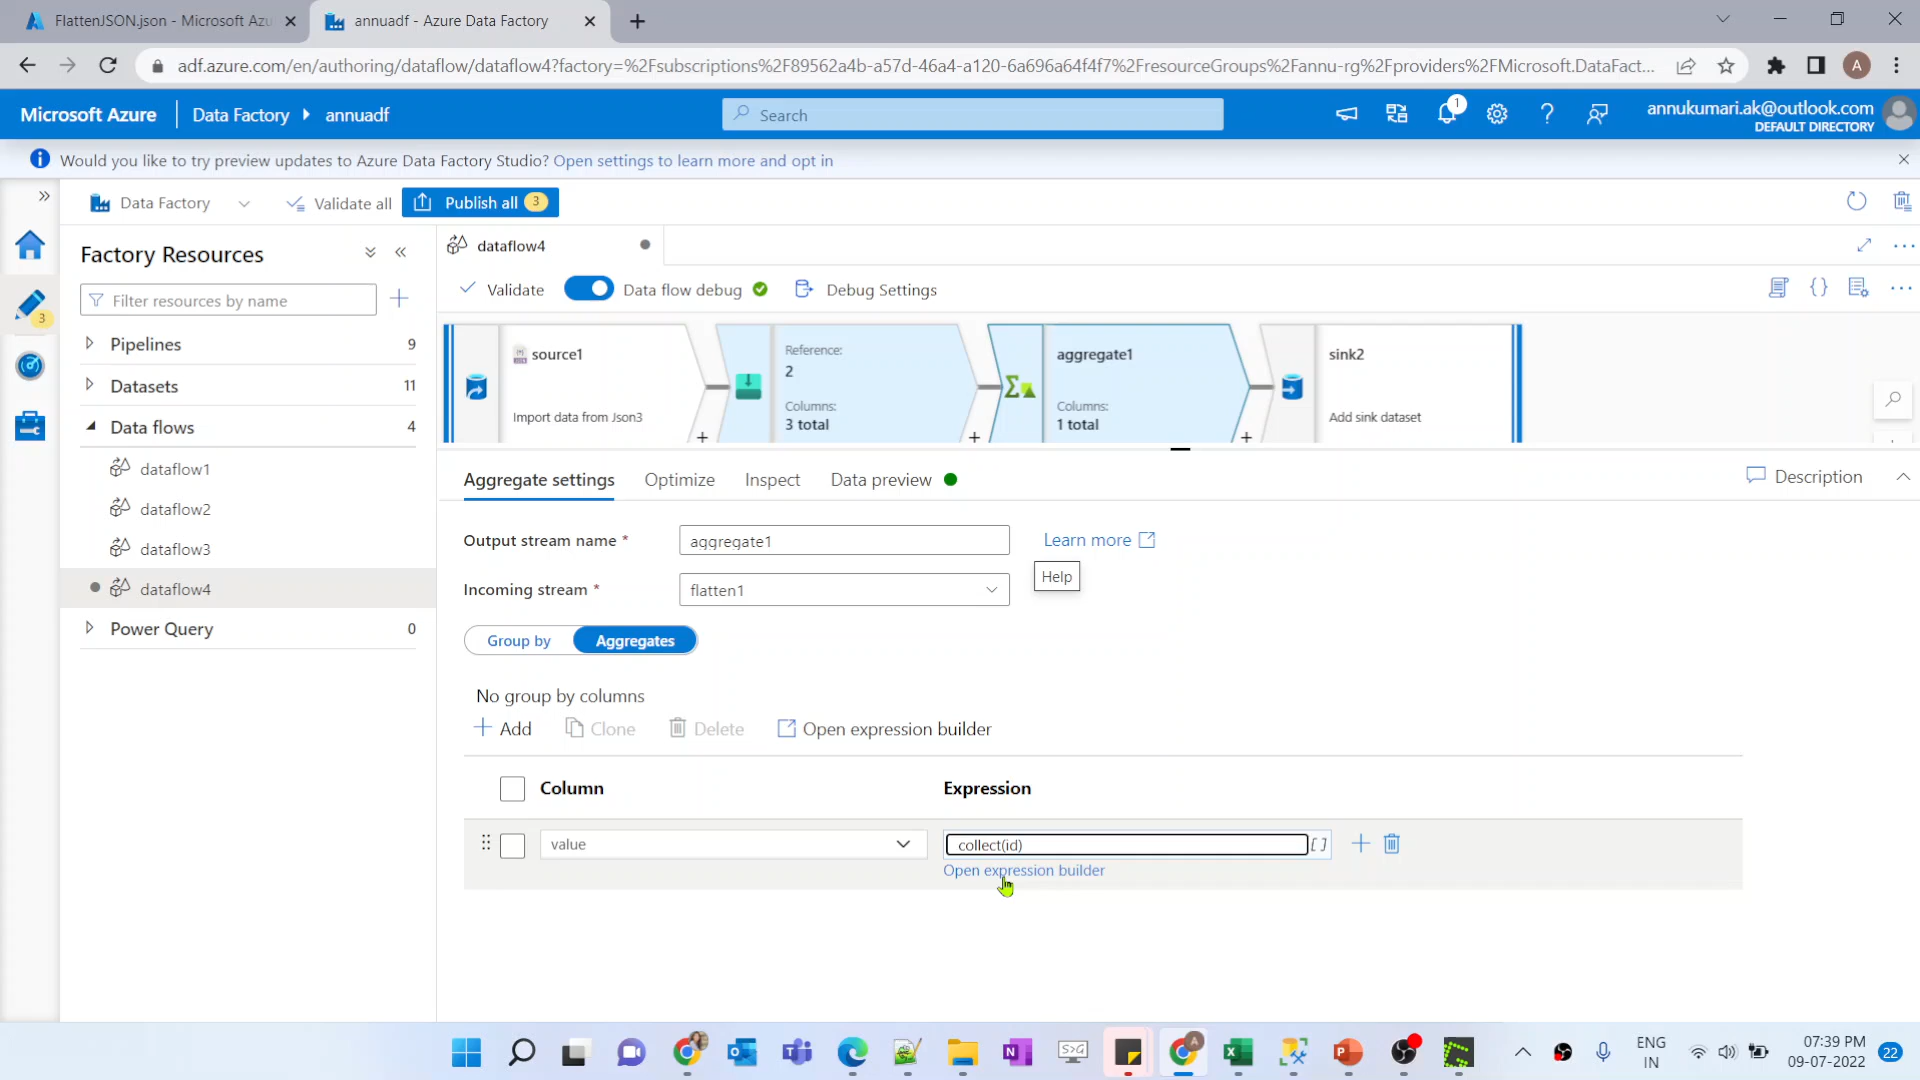 FlattenJSON.json - Microsoft Azu
annuadf - Azure Data Factory
adf.azure.com/en/authoring/dataflow/dataflow4?factory=%2Fsubscriptions%2F89562a4b-a57d-46a4-a120-6a696a64f4f7%2FresourceGroups%2Fannu-rg%2Fproviders%2FMicrosoft.DataFact...
A
Microsoft Azure
Data Factory
annuadf
Search
1
annukumari.ak@outlook.com
DEFAULT DIRECTORY
Would you like to try preview updates to Azure Data Factory Studio? Open settings to learn more and opt in
Data Factory
Validate all
Publish all 3
Factory Resources
dataflow4
Filter resources by name
Validate
Data flow debug
Debug Settings
3
Pipelines 9
Datasets 11
Data flows 4
dataflow1
dataflow2
dataflow3
dataflow4
Power Query 0
source1
Import data from Json3
Reference:
2
Columns:
3 total
aggregate1
Columns:
1 total
sink2
Add sink dataset
Aggregate settings
Optimize
Inspect
Data preview
Description
Output stream name * aggregate1
Learn more
Help
Incoming stream * flatten1
Group by
Aggregates
No group by columns
Add
Clone
Delete
Open expression builder
Column
Expression
value
collect(id)
Open expression builder
ENG
IN
07:39 PM
09-07-2022
22